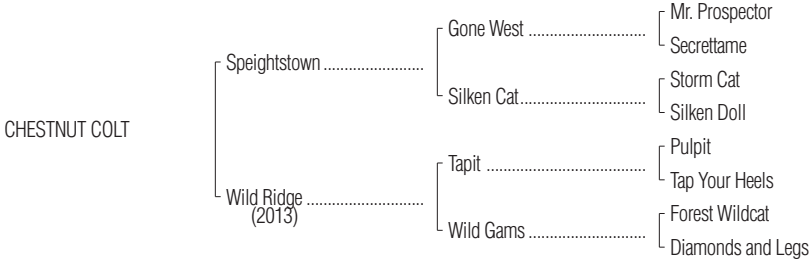 Mr. Prospector
Gone West ............................
Secrettame
Speightstown ........................
Storm Cat
Silken Cat..............................
Silken Doll
CHESTNUT COLT
Pulpit
Tapit ......................................
Tap Your Heels
Wild Ridge ............................
(2013)
Forest Wildcat
Wild Gams ............................
Diamonds and Legs